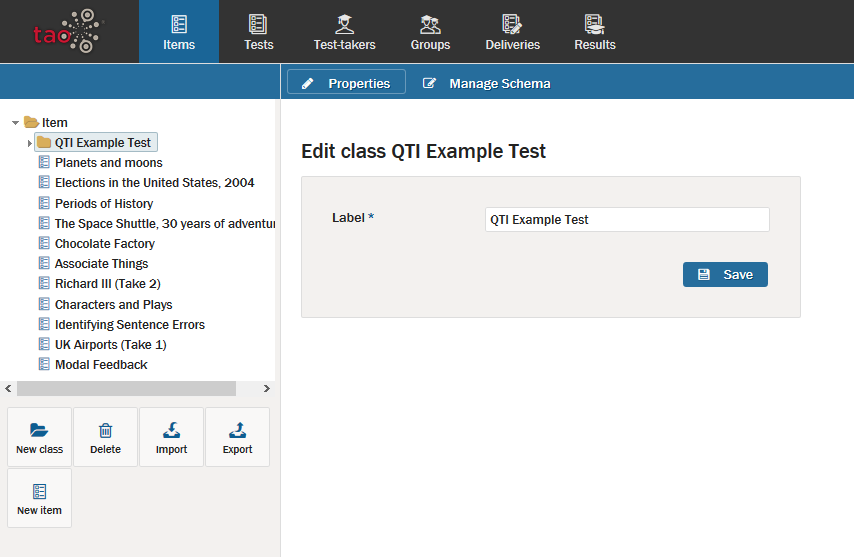 tao
Items
Tests
Test-takers
Groups
Deliveries
Results
Properties
Manage Schema
Item
QTI Example Test
Planets and moons
Elections in the United States, 2004
Periods of History
The Space Shuttle, 30 years of adventur
Chocolate Factory
Associate Things
Richard III (Take 2)
Characters and Plays
Identifying Sentence Errors
UK Airports (Take 1)
Modal Feedback
New class
Delete
Import
Export
New item
Edit class QTI Example Test
Label *
QTI Example Test
Save